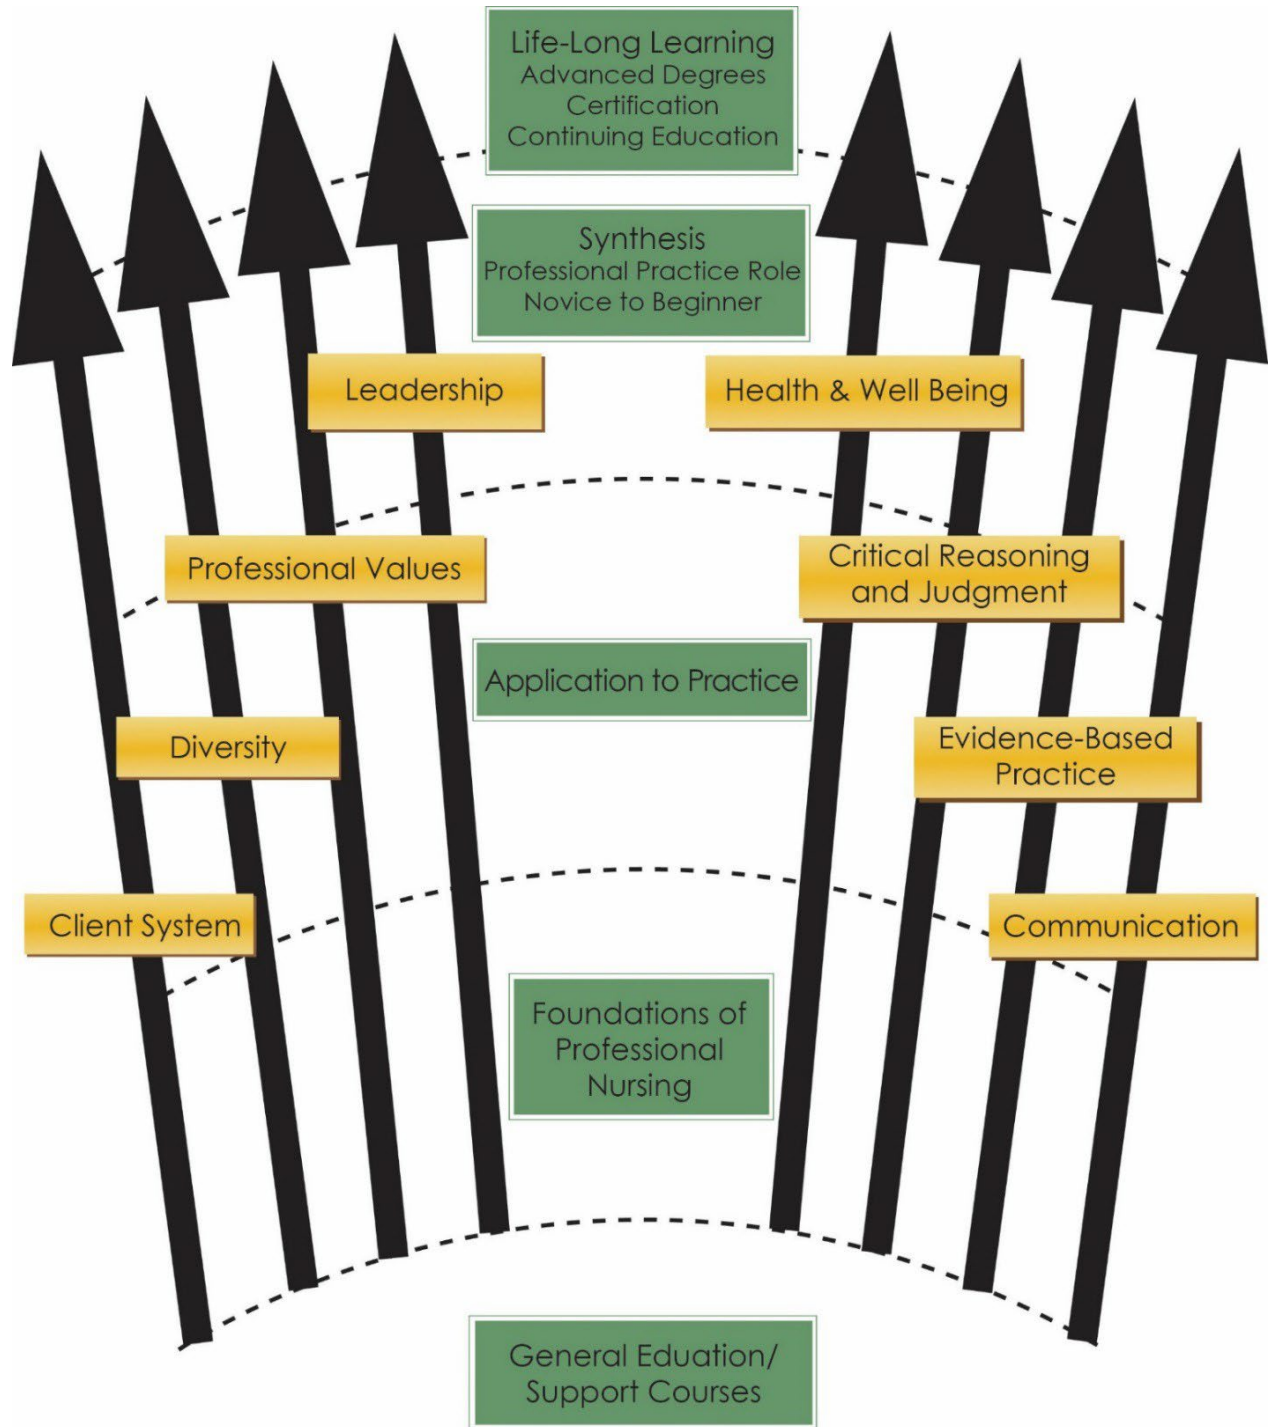 Life-Long Learning
Advanced Degrees
Certification
Continuing Education
Synthesis
Professional Practice Role
Novice to Beginner
Leadership
Health & Well Being
Professional Values
Critical Reasoning
and Judgment
Application to Practice
Diversity
Evidence-Based
Practice
Client System
Communication
Foundations of
Professional
Nursing
General Eduation/
Support Courses